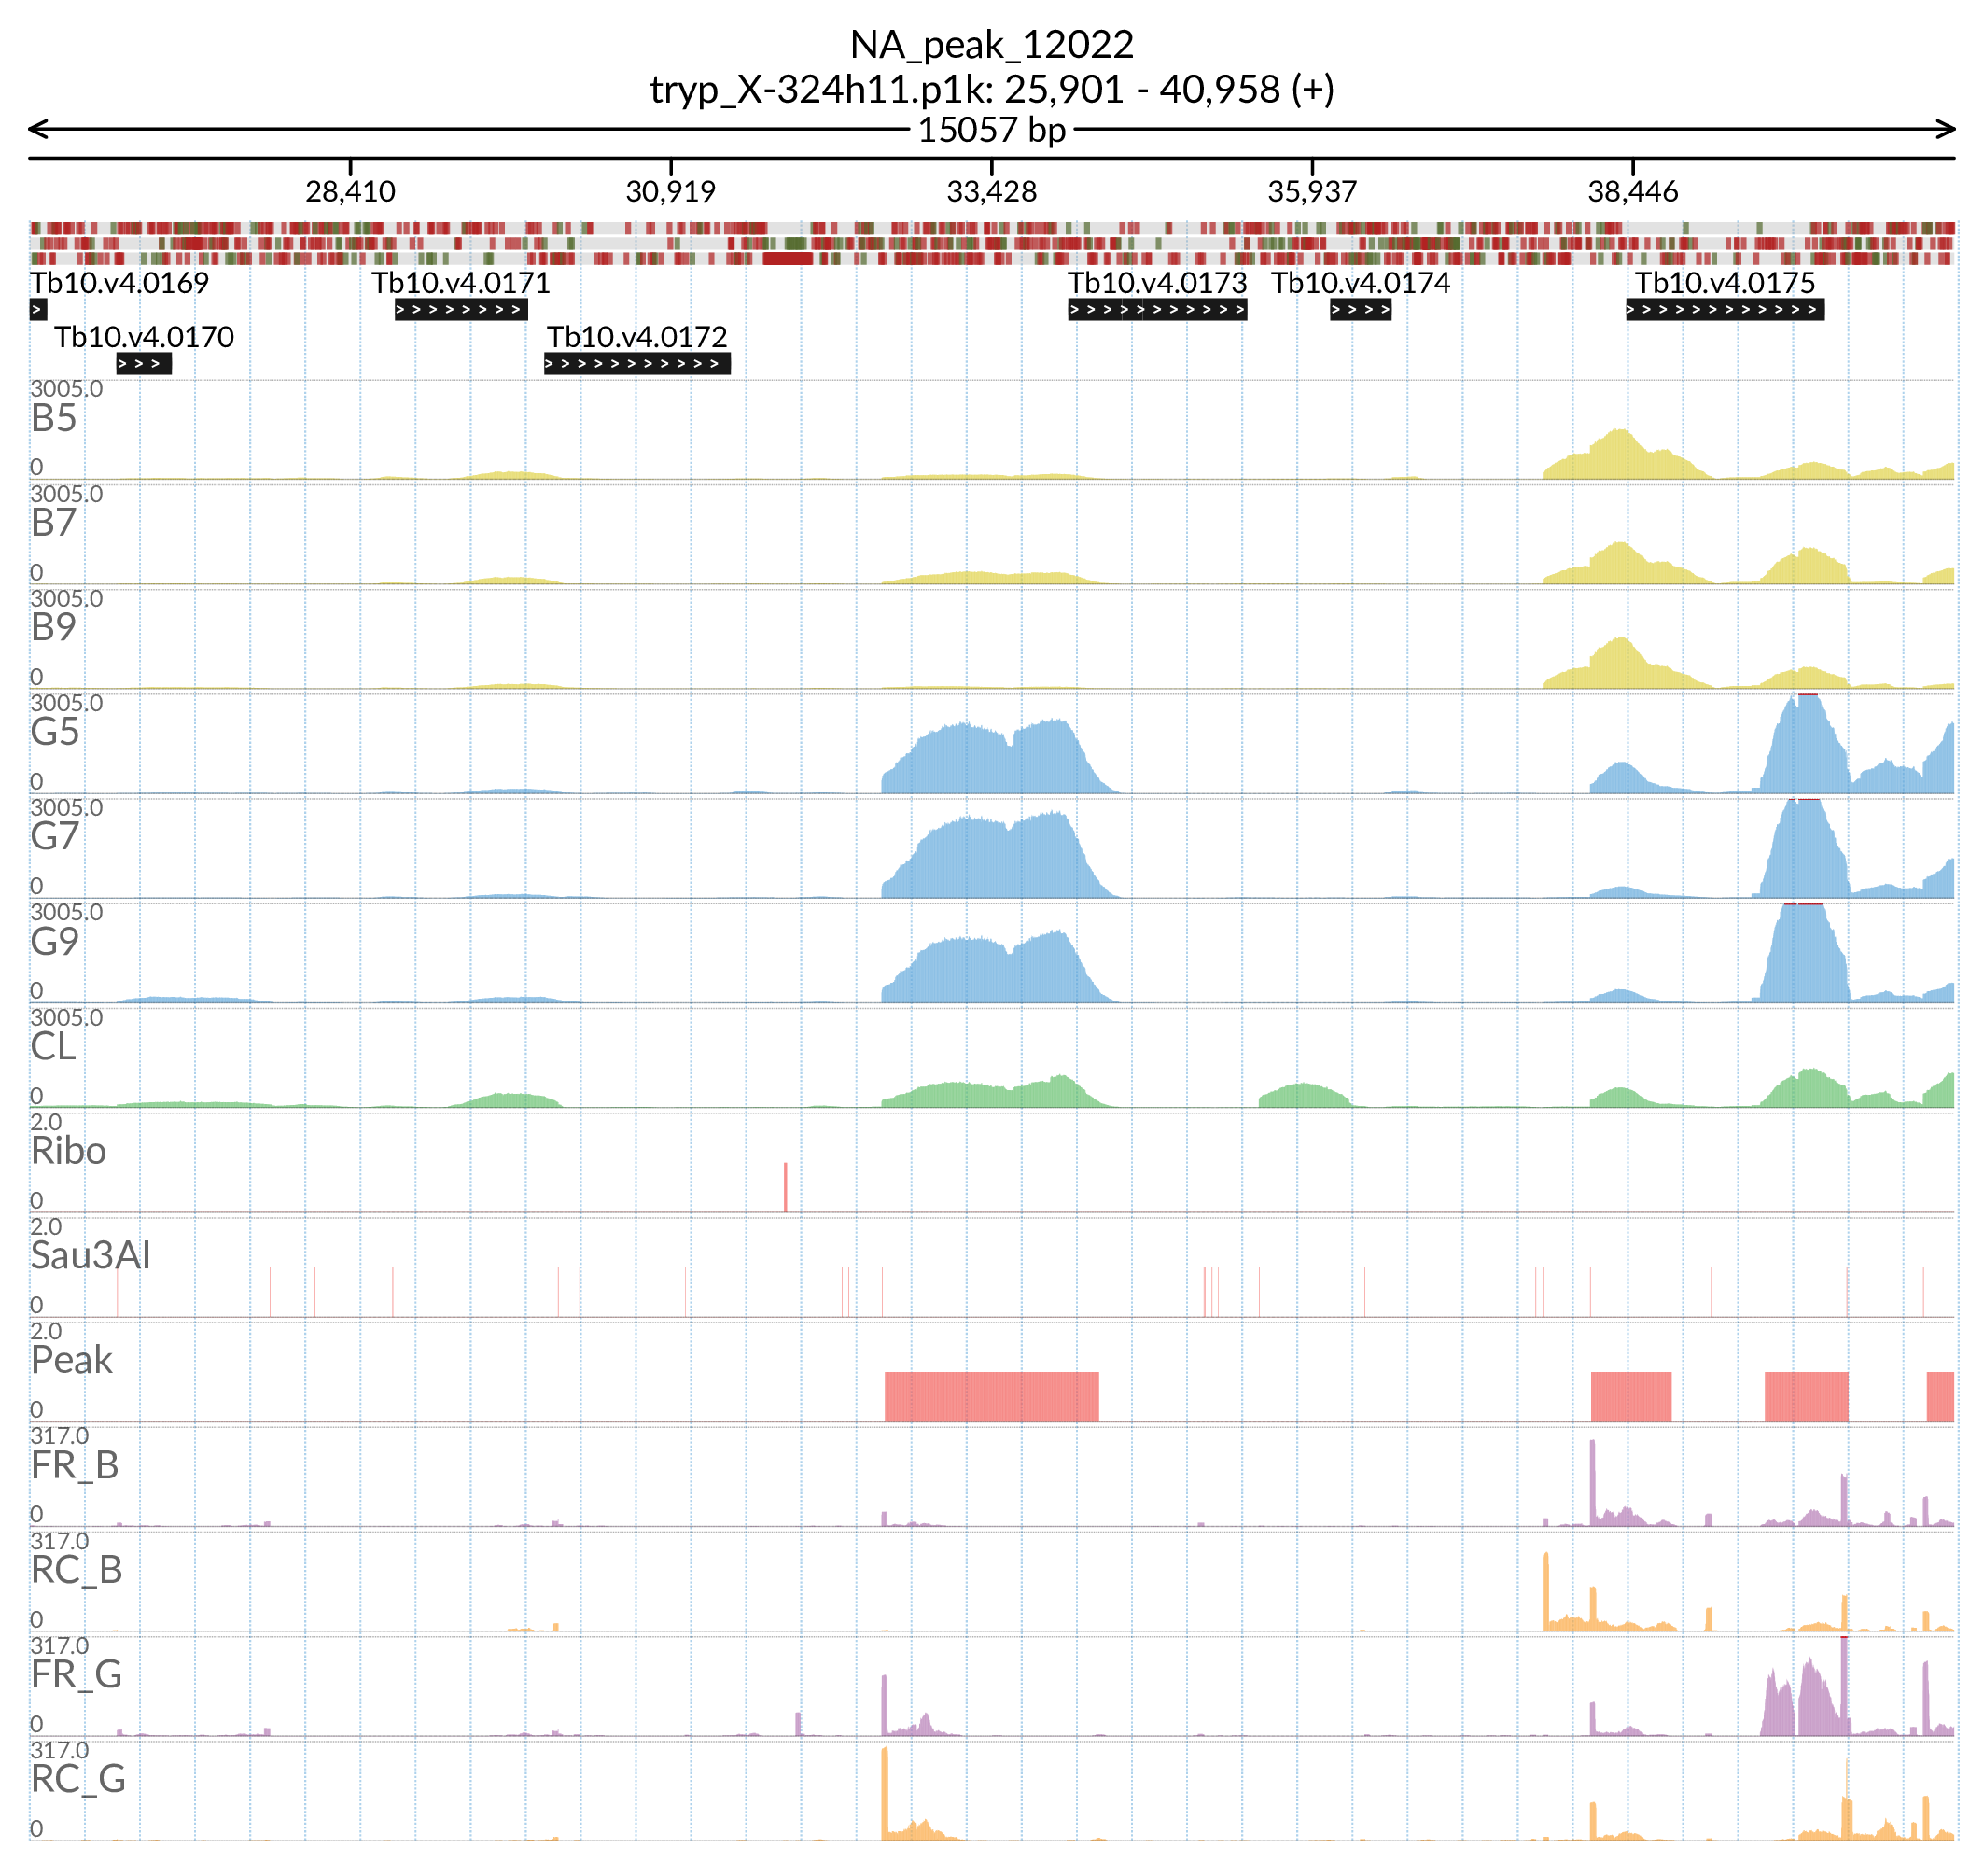 NA_peak_12022
tryp_X-324h11.p1k: 25,901 - 40,958 (+)
15057 bp
28,410 30,919 33,428 35,937 38,446
Tb10.v4.0169 Tb10.v4.0171 Tb10.v4.0173 Tb10.v4.0174 Tb10.v4.0175
Tb10.v4.0170 Tb10.v4.0172
3005.0
B5
0
3005.0
B7
0
3005.0
B9
0
3005.0
G5
0
3005.0
G7
0
3005.0
G9
0
3005.0
CL
0
2.0
Ribo
0
2.0
Sau3AI
0
2.0
Peak
0
317.0
FR_B
0
317.0
RC_B
0
317.0
FR_G
0
317.0
RC_G
0